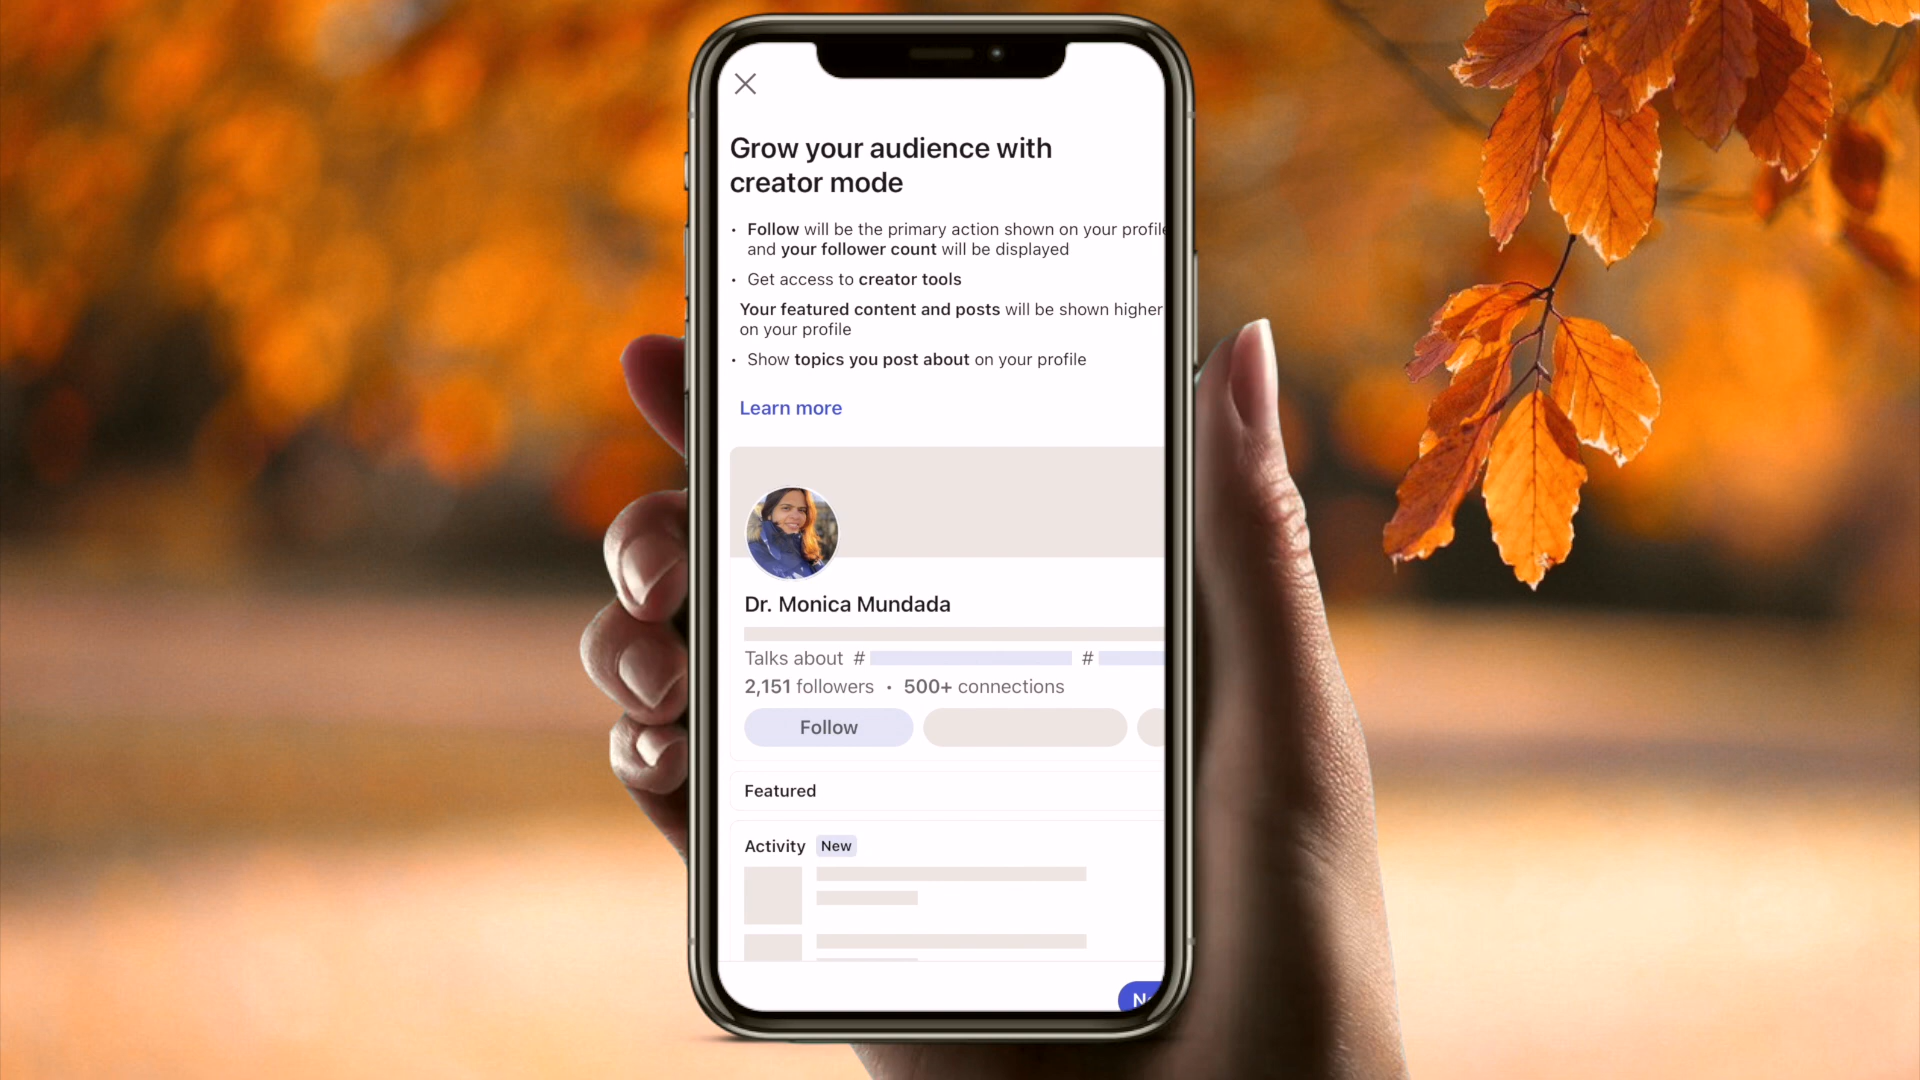 Grow your audience with
creator mode
• Follow will be the primary action shown on your profile
and your follower count will be displayed
• Get access to creator tools
Your featured content and posts will be shown higher
on your profile
• Show topics you post about on your profile
Learn more
Dr. Monica Mundada
Talks about # #
2,151 followers • 500+ connections
Follow
Featured
Activity New